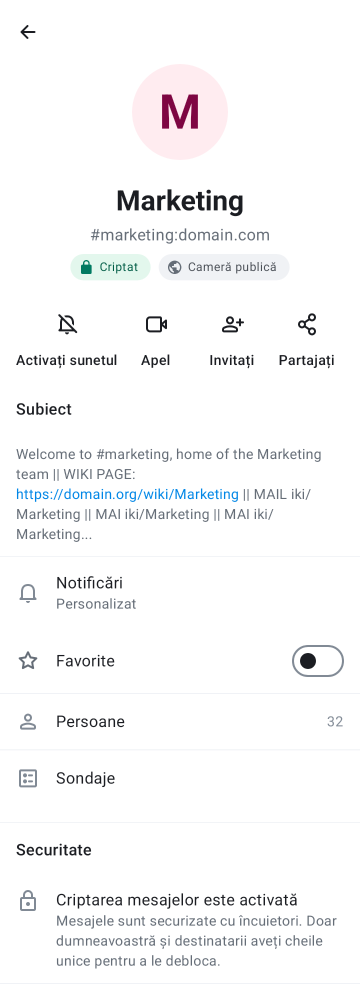 M
Marketing
#marketing:domain.com
Criptat
Cameră publică
Activați sunetul
Apel
Invitați
Partajați
Subiect
Welcome to #marketing, home of the Marketing
team || WIKI PAGE:
https://domain.org/wiki/Marketing || MAIL iki/
Marketing || MAI iki/Marketing || MAI iki/
Marketing...
Notificări
Personalizat
Favorite
Persoane
32
Sondaje
Securitate
Criptarea mesajelor este activată
Mesajele sunt securizate cu încuietori. Doar
dumneavoastră și destinatarii aveți cheile
unice pentru a le debloca.